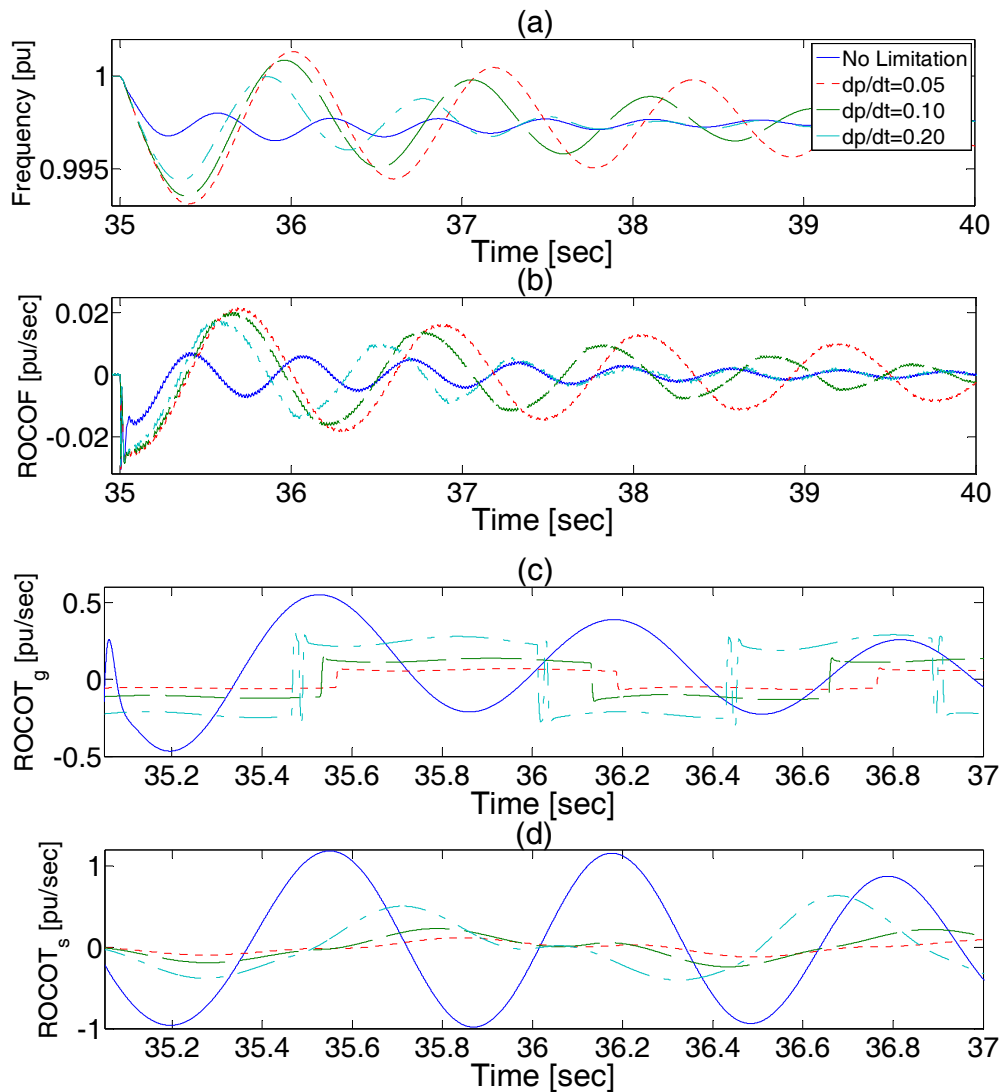 (a)
Frequency [pu]
1
0.995
No Limitation
dp/dt=0.05
dp/dt=0.10
dp/dt=0.20
35 36 37 38 39 40
Time [sec]
(b)
ROCOF [pu/sec]
0.02
0
-0.02
35 36 37 38 39 40
Time [sec]
(c)
ROCOT_g [pu/sec]
0.5
0
-0.5
35.2 35.4 35.6 35.8 36 36.2 36.4 36.6 36.8 37
Time [sec]
(d)
ROCOT_s [pu/sec]
1
0
-1
35.2 35.4 35.6 35.8 36 36.2 36.4 36.6 36.8 37
Time [sec]